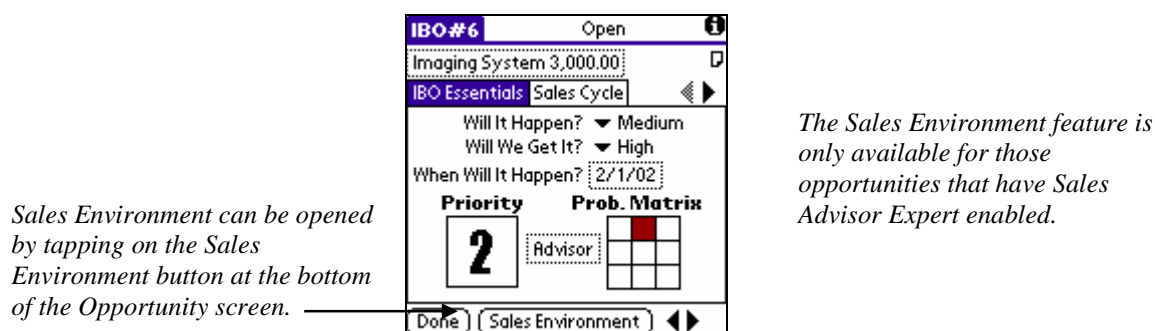 IBO#6 Open
Imaging System 3,000.00
IBO Essentials Sales Cycle
Will It Happen? Medium
Will We Get It? High
When Will It Happen? 2/1/02
Priority Prob. Matrix
2 Advisor
Done Sales Environment
Sales Environment can be opened
by tapping on the Sales
Environment button at the bottom
of the Opportunity screen.
The Sales Environment feature is
only available for those
opportunities that have Sales
Advisor Expert enabled.